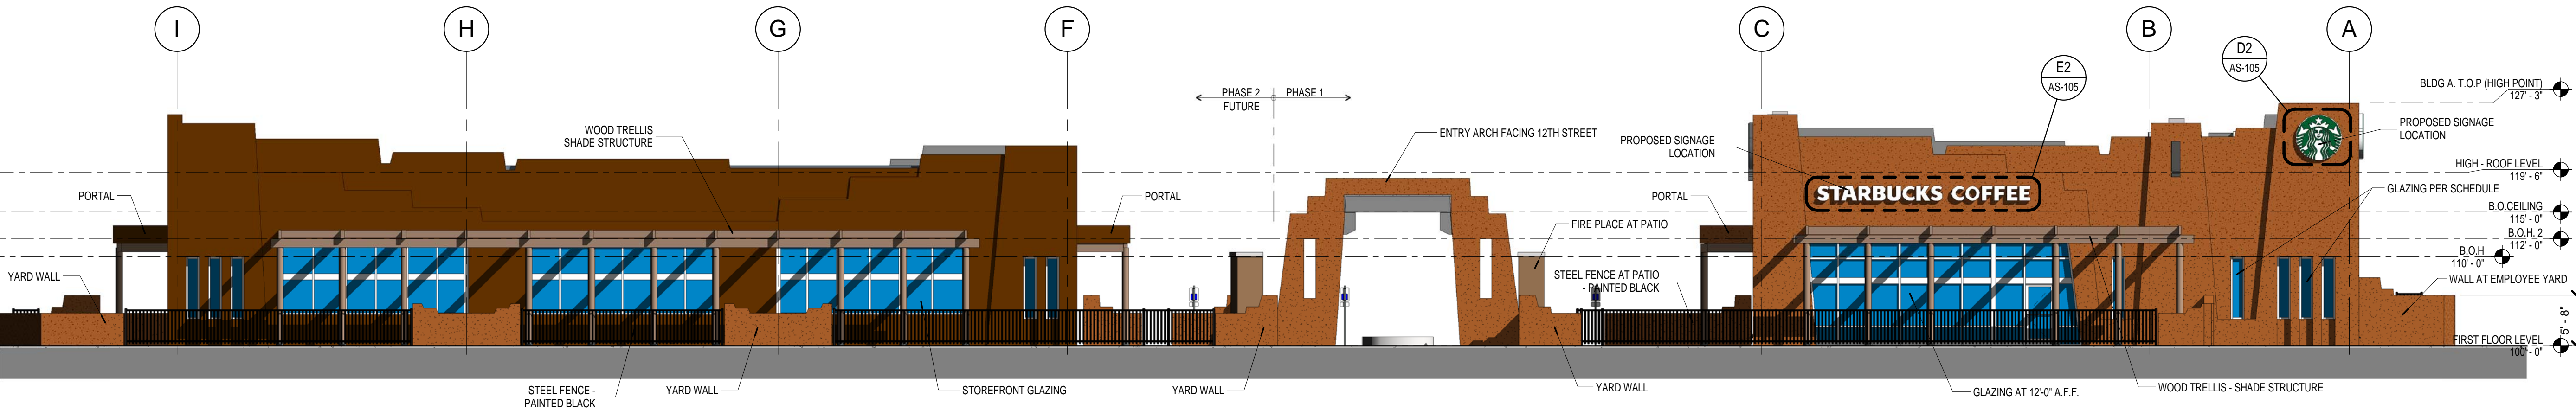 I
H
G
F
C
B
A
D2
AS-105
E2
AS-105
BLDG A. T.O.P (HIGH POINT)
127' - 3"
PHASE 2
PHASE 1
FUTURE
WOOD TRELLIS
SHADE STRUCTURE
ENTRY ARCH FACING 12TH STREET
PROPOSED SIGNAGE
LOCATION
PROPOSED SIGNAGE
LOCATION
HIGH - ROOF LEVEL
119' - 6"
GLAZING PER SCHEDULE
PORTAL
PORTAL
PORTAL
STARBUCKS COFFEE
B.O.CEILING
115' - 0"
FIRE PLACE AT PATIO
B.O.H. 2
112' - 0"
B.O.H
110' - 0"
YARD WALL
STEEL FENCE AT PATIO
- PAINTED BLACK
WALL AT EMPLOYEE YARD
5' - 8"
FIRST FLOOR LEVEL
100' - 0"
STEEL FENCE -
PAINTED BLACK
YARD WALL
STOREFRONT GLAZING
YARD WALL
YARD WALL
GLAZING AT 12'-0" A.F.F.
WOOD TRELLIS - SHADE STRUCTURE